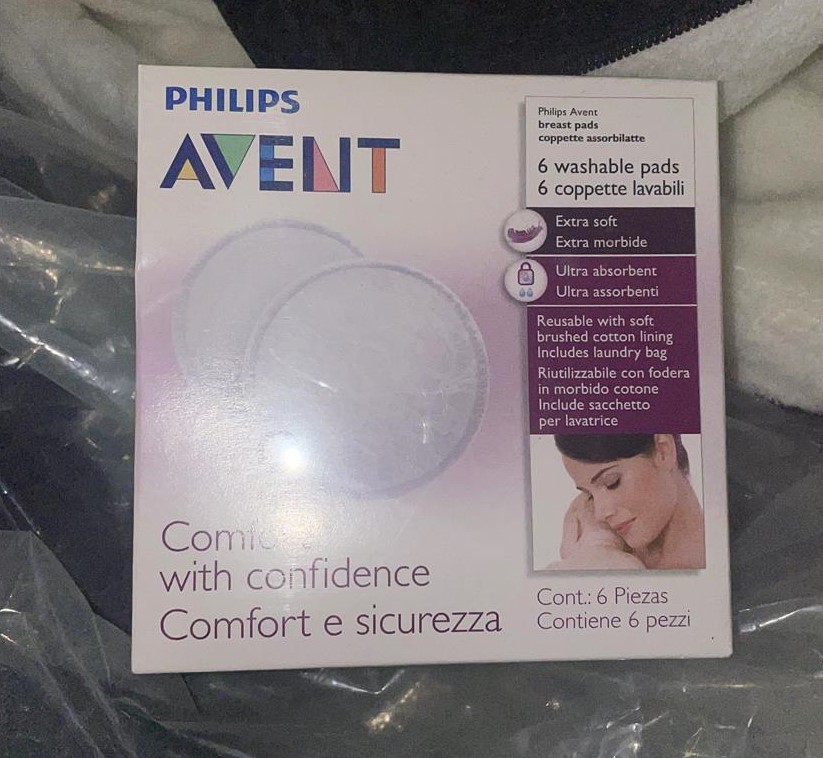 PHILIPS
AVENT
Philips Avent
breast pads
coppette assorbilatte
6 washable pads
6 coppette lavabili
Extra soft
Extra morbide
Ultra absorbent
Ultra assorbenti
Reusable with soft
brushed cotton lining
Includes laundry bag
Riutilizzabile con fodera
in morbido cotone
Include sacchetto
per lavatrice
with confidence
Comfort e sicurezza
Cont.: 6 Piezas
Contiene 6 pezzi